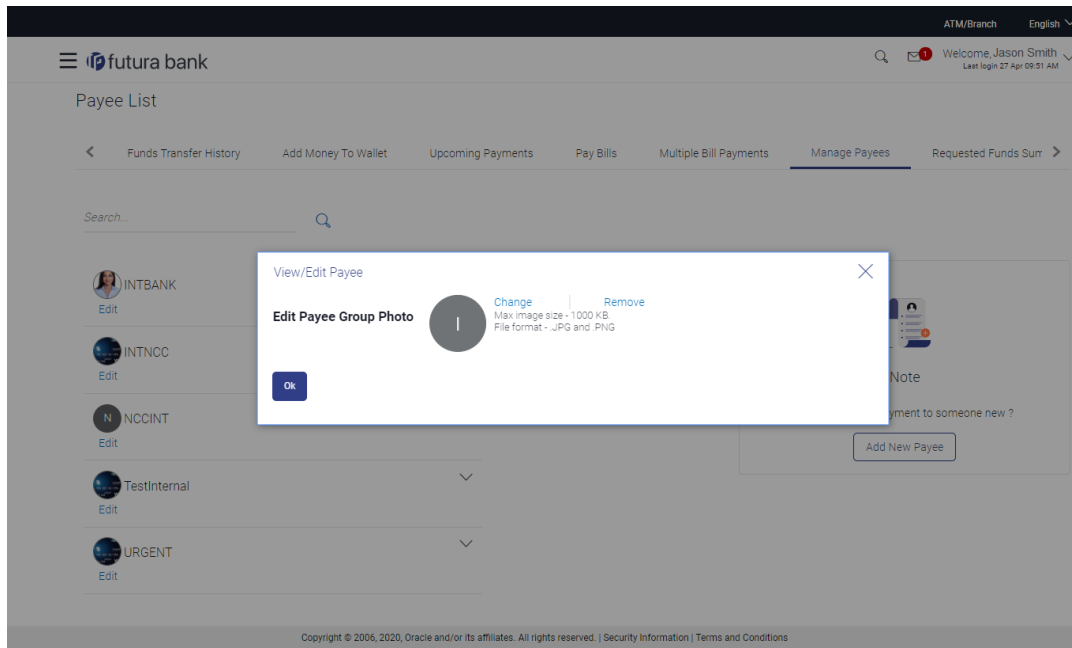 ATM/Branch English
futura bank
1
Welcome, Jason Smith
Last login 27 Apr 09:51 AM
Payee List
Funds Transfer History Add Money To Wallet Upcoming Payments Pay Bills Multiple Bill Payments Manage Payees Requested Funds Sum
Search...
INTBANK
Edit
INTNCC
Edit
N NCCINT
Edit
TestInternal
Edit
URGENT
Edit
View/Edit Payee
Edit Payee Group Photo
I
Change Remove
Max image size - 1000 KB.
File format - .JPG and .PNG
Ok
Note
yment to someone new ?
Add New Payee
Copyright © 2006, 2020, Oracle and/or its affiliates. All rights reserved. | Security Information | Terms and Conditions